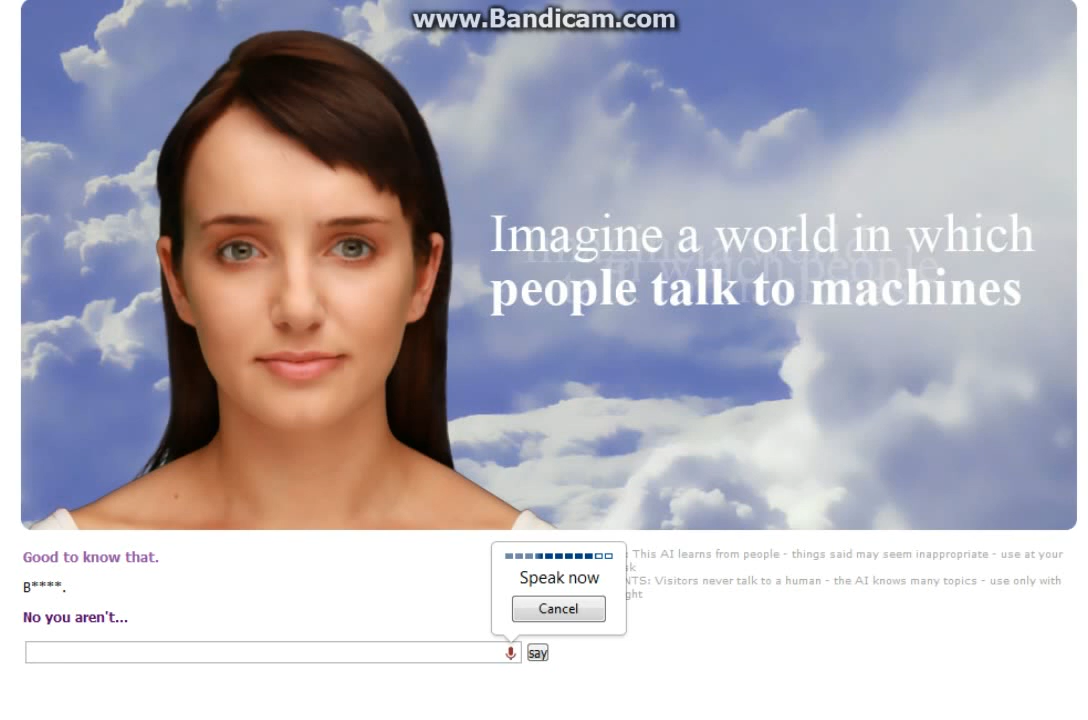 www.Bandicam.com
Imagine a world in which
people talk to machines
Good to know that.
B****.
No you aren't...
Speak now
Cancel
say
: This AI learns from people - things said may seem inappropriate - use at your
sk
NTS: Visitors never talk to a human - the AI knows many topics - use only with
ght